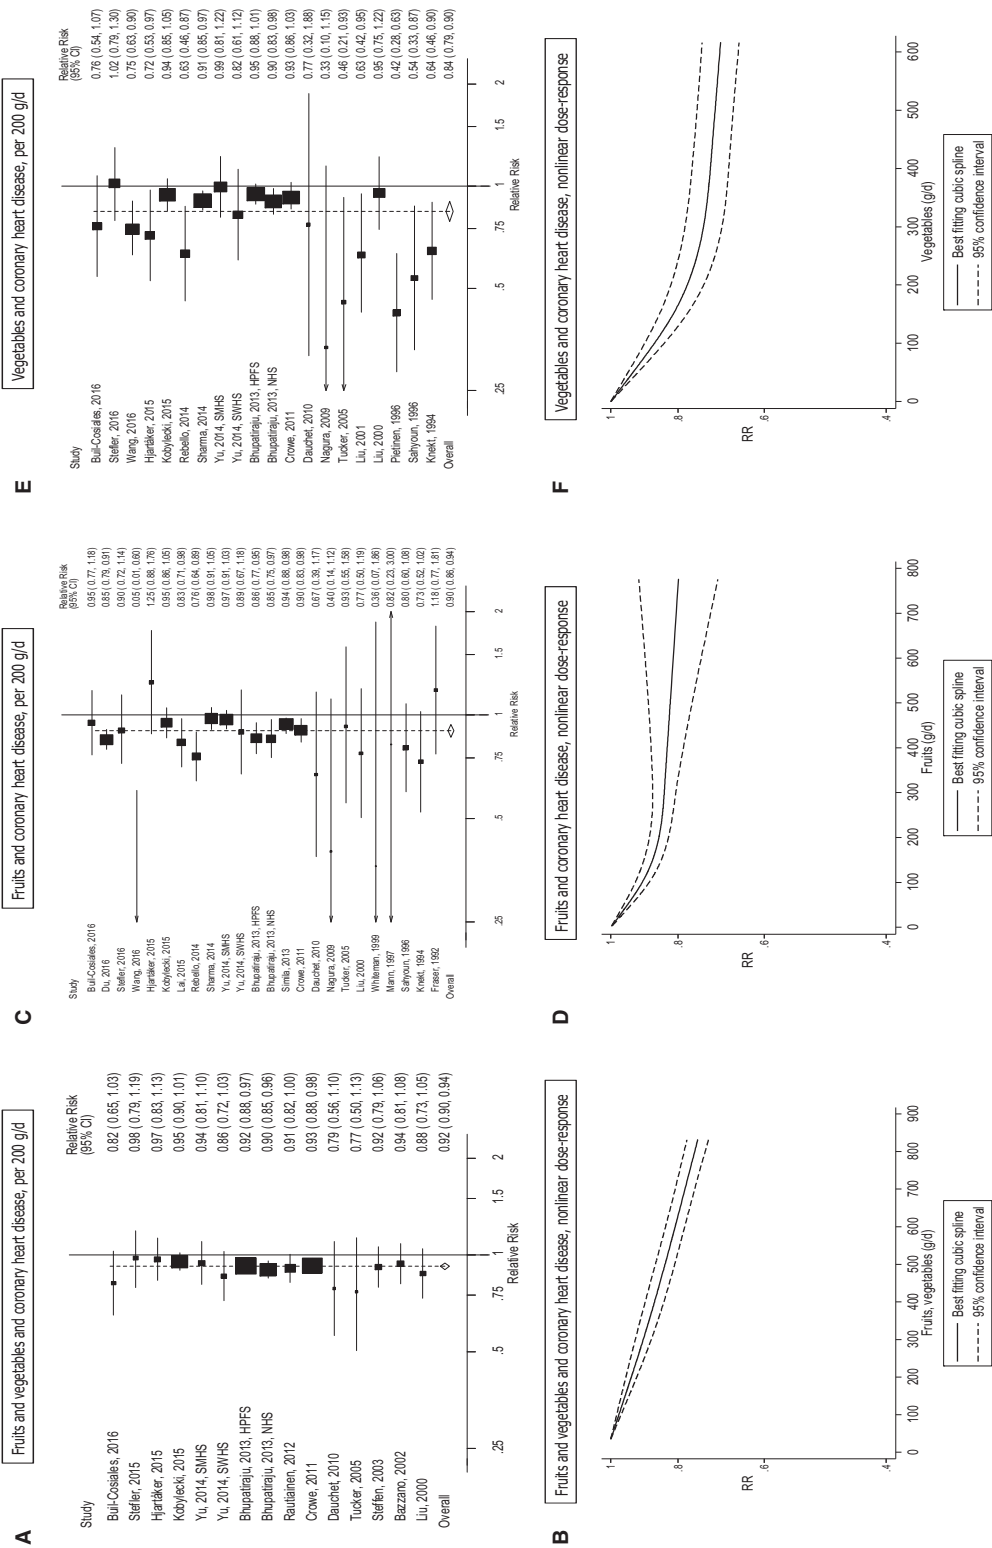 A
Fruits and vegetables and coronary heart disease, per 200 g/d
Study
Relative Risk
(95% CI)
Buil-Cosiales, 2016 0.82 ( 0.65, 1.03)
Stefler, 2015 0.98 ( 0.79, 1.19)
Hjartåker, 2015 0.97 ( 0.83, 1.13)
Kobylecki, 2015 0.95 ( 0.90, 1.01)
Yu, 2014, SMHS 0.94 ( 0.81, 1.10)
Yu, 2014, SWHS 0.86 ( 0.72, 1.03)
Bhupatiraju, 2013, HPFS 0.92 ( 0.88, 0.97)
Bhupatiraju, 2013, NHS 0.90 ( 0.85, 0.96)
Rautiainen, 2012 0.91 ( 0.82, 1.00)
Crowe, 2011 0.93 ( 0.88, 0.98)
Dauchet, 2010 0.79 ( 0.56, 1.10)
Tucker, 2005 0.77 ( 0.50, 1.13)
Steffen, 2003 0.92 ( 0.79, 1.06)
Bazzano, 2002 0.94 ( 0.81, 1.08)
Liu, 2000 0.88 ( 0.73, 1.05)
Overall 0.92 ( 0.90, 0.94)
.25 .5 .75 1 1.5 2
Relative Risk
C
Fruits and coronary heart disease, per 200 g/d
Study
Relative Risk
(95% CI)
Buil-Cosiales, 2016 0.95 ( 0.77, 1.18)
Du, 2016 0.85 ( 0.79, 0.91)
Stefler, 2016 0.90 ( 0.72, 1.14)
Wang, 2016 0.05 ( 0.01, 0.60)
Hjartåker, 2015 1.25 ( 0.88, 1.76)
Kobylecki, 2015 0.95 ( 0.86, 1.05)
Lai, 2015 0.83 ( 0.71, 0.98)
Rebello, 2014 0.76 ( 0.64, 0.89)
Sharma, 2014 0.98 ( 0.91, 1.05)
Yu, 2014, SMHS 0.97 ( 0.91, 1.03)
Yu, 2014, SWHS 0.89 ( 0.67, 1.18)
Bhupatiraju, 2013, HPFS 0.86 ( 0.77, 0.95)
Bhupatiraju, 2013, NHS 0.85 ( 0.75, 0.97)
Simila, 2013 0.94 ( 0.88, 0.98)
Crowe, 2011 0.90 ( 0.83, 0.98)
Dauchet, 2010 0.67 ( 0.39, 1.17)
Nagura, 2009 0.40 ( 0.14, 1.12)
Tucker, 2005 0.93 ( 0.55, 1.58)
Liu, 2000 0.77 ( 0.50, 1.19)
Whiteman, 1999 0.36 ( 0.07, 1.86)
Mann, 1997 0.82 ( 0.23, 3.00)
Sahyoun, 1996 0.80 ( 0.60, 1.08)
Knekt, 1994 0.73 ( 0.52, 1.02)
Fraser, 1992 1.18 ( 0.77, 1.81)
Overall 0.90 ( 0.86, 0.94)
.25 .5 .75 1 1.5 2
Relative Risk
E
Vegetables and coronary heart disease, per 200 g/d
Study
Relative Risk
(95% CI)
Buil-Cosiales, 2016 0.76 ( 0.54, 1.07)
Stefler, 2016 1.02 ( 0.79, 1.30)
Wang, 2016 0.75 ( 0.63, 0.90)
Hjartåker, 2015 0.72 ( 0.53, 0.97)
Kobylecki, 2015 0.94 ( 0.85, 1.05)
Rebello, 2014 0.63 ( 0.46, 0.87)
Sharma, 2014 0.91 ( 0.85, 0.97)
Yu, 2014, SMHS 0.99 ( 0.81, 1.22)
Yu, 2014, SWHS 0.82 ( 0.61, 1.12)
Bhupatiraju, 2013, HPFS 0.95 ( 0.88, 1.01)
Bhupatiraju, 2013, NHS 0.90 ( 0.83, 0.98)
Crowe, 2011 0.93 ( 0.86, 1.03)
Dauchet, 2010 0.77 ( 0.32, 1.88)
Nagura, 2009 0.33 ( 0.10, 1.15)
Tucker, 2005 0.46 ( 0.21, 0.93)
Liu, 2001 0.63 ( 0.42, 0.95)
Liu, 2000 0.95 ( 0.75, 1.22)
Pietinen, 1996 0.42 ( 0.28, 0.63)
Sahyoun, 1996 0.54 ( 0.33, 0.87)
Knekt, 1994 0.64 ( 0.46, 0.90)
Overall 0.84 ( 0.79, 0.90)
.25 .5 .75 1 1.5 2
Relative Risk
B
Fruits and vegetables and coronary heart disease, nonlinear dose-response
1
.8
.6
.4
RR
0 100 200 300 400 500 600 700 800 900
Fruits, vegetables (g/d)
Best fitting cubic spline
95% confidence interval
D
Fruits and coronary heart disease, nonlinear dose-response
1
.8
.6
.4
RR
0 100 200 300 400 500 600 700 800
Fruits (g/d)
Best fitting cubic spline
95% confidence interval
F
Vegetables and coronary heart disease, nonlinear dose-response
1
.8
.6
.4
RR
0 100 200 300 400 500 600
Vegetables (g/d)
Best fitting cubic spline
95% confidence interval